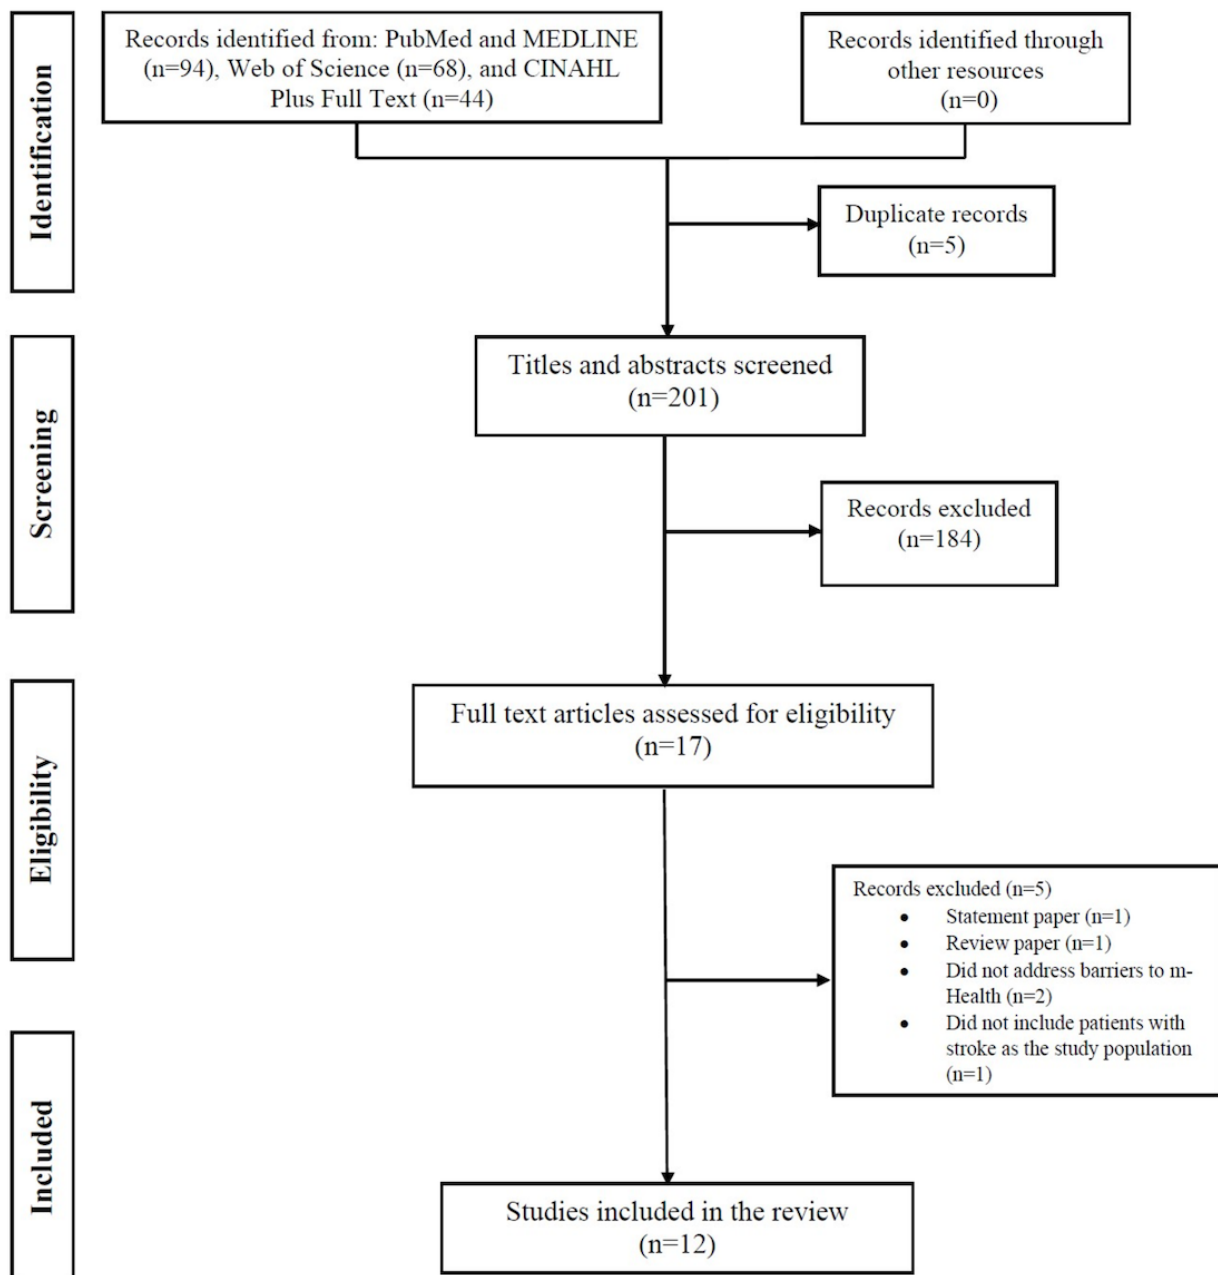 Identification
Records identified from: PubMed and MEDLINE
(n=94), Web of Science (n=68), and CINAHL
Plus Full Text (n=44)
Records identified through
other resources
(n=0)
Duplicate records
(n=5)
Screening
Titles and abstracts screened
(n=201)
Records excluded
(n=184)
Eligibility
Full text articles assessed for eligibility
(n=17)
Records excluded (n=5)
• Statement paper (n=1)
• Review paper (n=1)
• Did not address barriers to m-
Health (n=2)
• Did not include patients with
stroke as the study population
(n=1)
Included
Studies included in the review
(n=12)